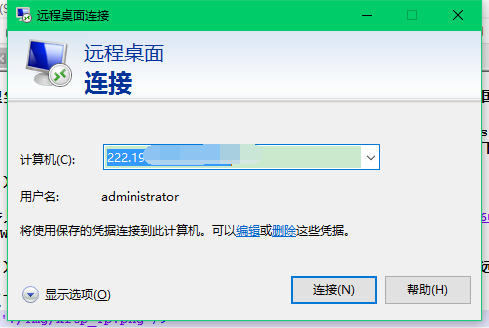 远程桌面连接
远程桌面
连接
计算机(C):
222.19
用户名: administrator
将使用保存的凭据连接到此计算机。可以编辑或删除这些凭据。
显示选项(O)
连接(N)
帮助(H)